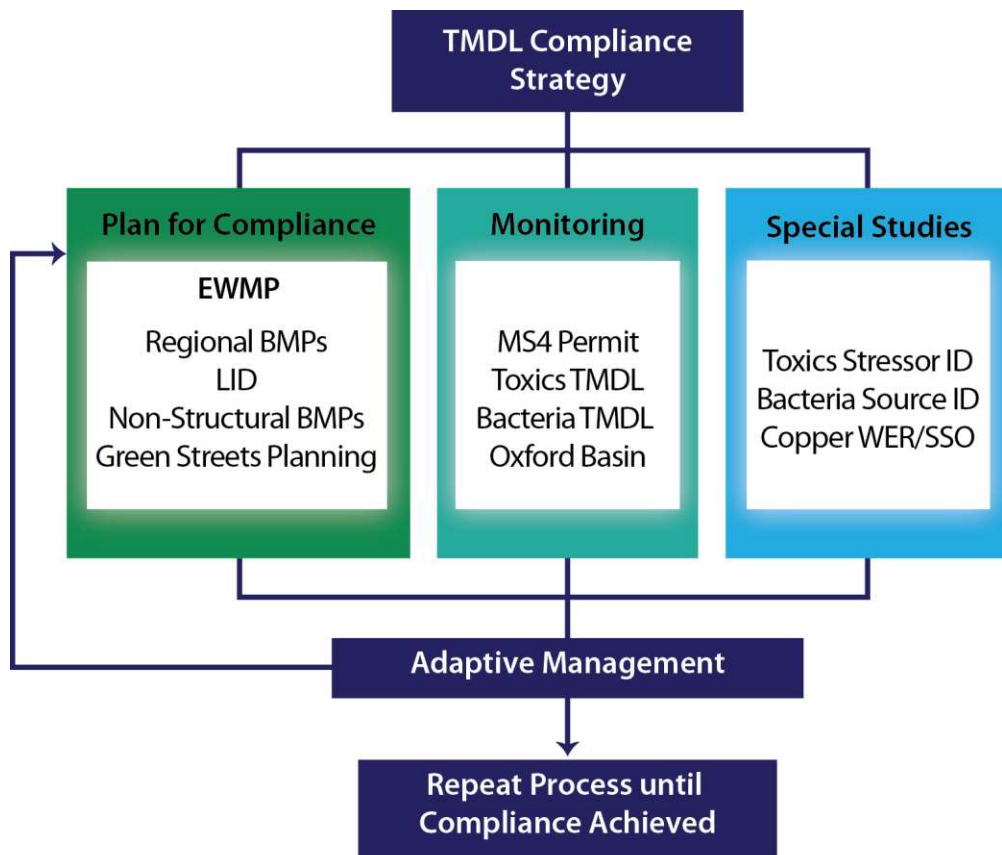 TMDL Compliance
Strategy
Plan for Compliance
EWMP
Regional BMPs
LID
Non-Structural BMPs
Green Streets Planning
Monitoring
MS4 Permit
Toxics TMDL
Bacteria TMDL
Oxford Basin
Special Studies
Toxics Stressor ID
Bacteria Source ID
Copper WER/SSO
Adaptive Management
Repeat Process until
Compliance Achieved